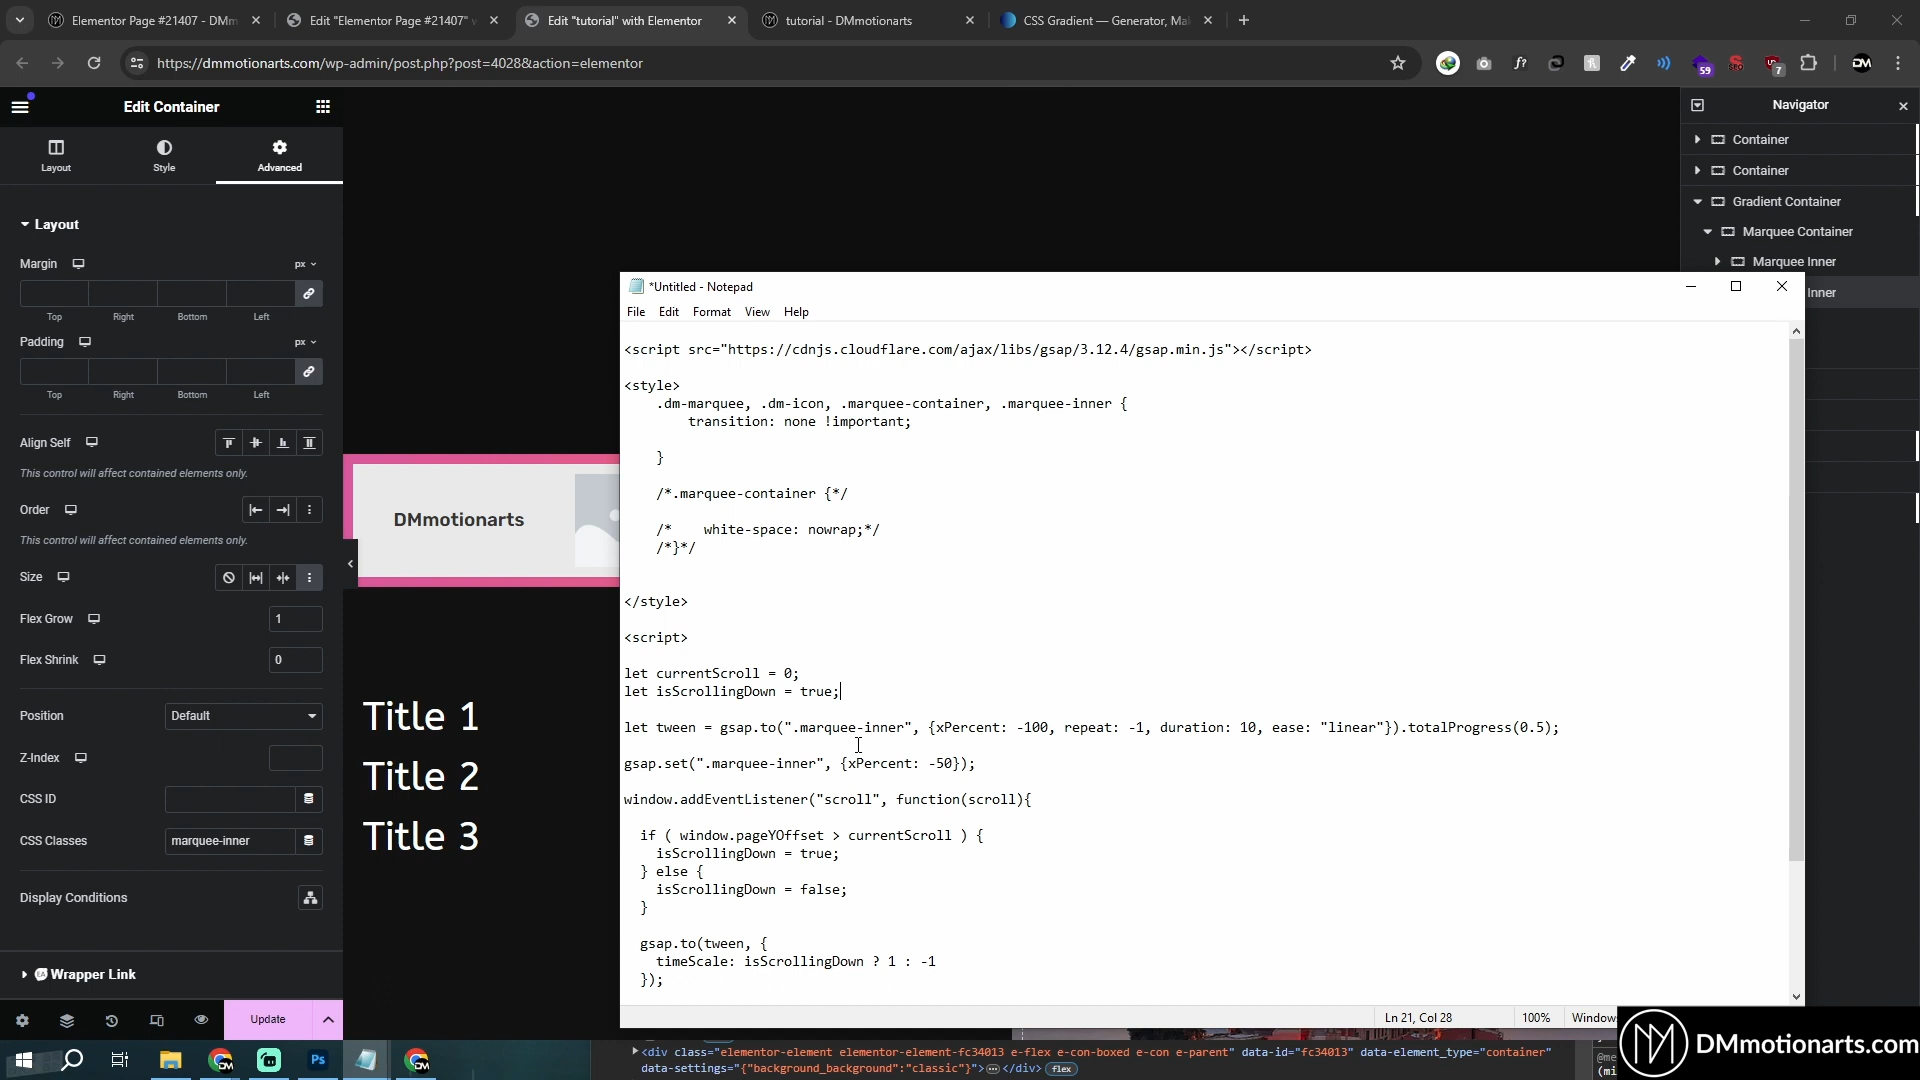 Elementor Page #21407 - DMm
Edit "Elementor Page #21407" w
Edit "tutorial" with Elementor
tutorial - DMmotionarts
CSS Gradient — Generator, Ma
https://dmmotionarts.com/wp-admin/post.php?post=4028&action=elementor
f?
59
7
Edit Container
Layout
Style
Advanced
Layout
Margin
px
Top
Right
Bottom
Left
Padding
px
Top
Right
Bottom
Left
Align Self
This control will affect contained elements only.
Order
This control will affect contained elements only.
Size
Flex Grow
1
Flex Shrink
0
Position
Default
Z-Index
CSS ID
CSS Classes
marquee-inner
Display Conditions
Wrapper Link
Update
DMmotionarts
Title 1
Title 2
Title 3
Navigator
Container
Container
Gradient Container
Marquee Container
Marquee Inner
Inner
*Untitled - Notepad
File
Edit
Format
View
Help
<script src="https://cdnjs.cloudflare.com/ajax/libs/gsap/3.12.4/gsap.min.js"></script>
<style>
.dm-marquee, .dm-icon, .marquee-container, .marquee-inner {
transition: none !important;
}
/*.marquee-container {*/
/*    white-space: nowrap;*/
/*}*/
</style>
<script>
let currentScroll = 0;
let isScrollingDown = true;
let tween = gsap.to(".marquee-inner", {xPercent: -100, repeat: -1, duration: 10, ease: "linear"}).totalProgress(0.5);
gsap.set(".marquee-inner", {xPercent: -50});
window.addEventListener("scroll", function(scroll){
if ( window.pageYOffset > currentScroll ) {
isScrollingDown = true;
} else {
isScrollingDown = false;
}
gsap.to(tween, {
timeScale: isScrollingDown ? 1 : -1
});
Ln 21, Col 28
100%
Window
<div class="elementor-element elementor-element-fc34013 e-flex e-con-boxed e-con e-parent" data-id="fc34013" data-element_type="container"
data-settings="{"background_background":"classic"}"></div>
flex
@me
(mi
Ps
DMmotionarts.com